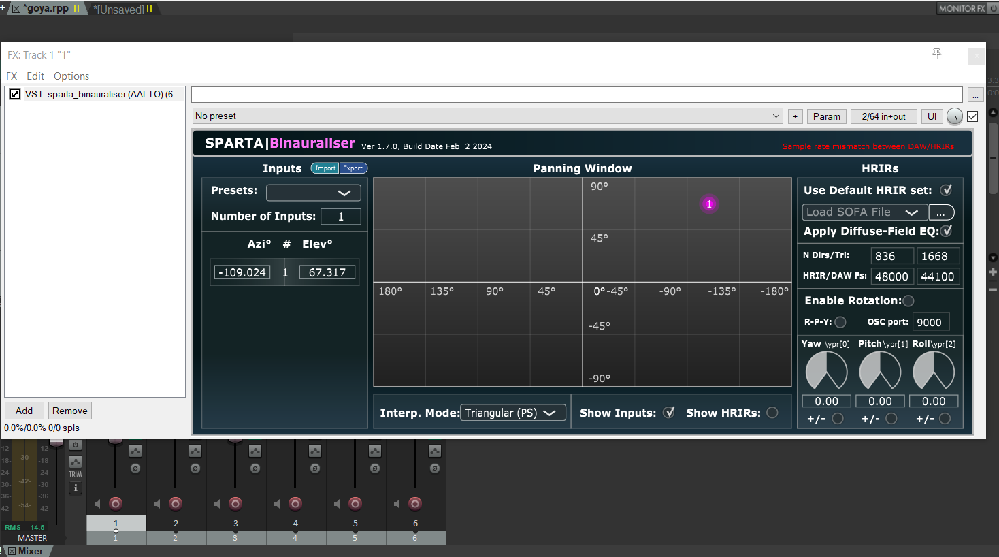 *goya.rpp
*[Unsaved]
MONITOR FX
FX: Track 1 "1"
FX Edit Options
VST: sparta_binauraliser (AALTO) (6...
...
No preset
+
Param
2/64 in+out
UI
SPARTA|Binauraliser Ver 1.7.0, Build Date Feb 2 2024
Sample rate mismatch between DAW/HRIRs
Inputs Import Export
Presets:
Number of Inputs: 1
Azi° # Elev°
-109.024 1 67.317
Panning Window
90°
1
45°
180° 135° 90° 45° 0° -45° -90° -135° -180°
-45°
-90°
Interp. Mode: Triangular (PS)
Show Inputs:
Show HRIRs:
HRIRs
Use Default HRIR set:
Load SOFA File
...
Apply Diffuse-Field EQ:
N Dirs/Tri: 836 1668
HRIR/DAW Fs: 48000 44100
Enable Rotation:
R-P-Y: OSC port: 9000
Yaw \ypr[0] Pitch \ypr[1] Roll \ypr[2]
0.00 0.00 0.00
+/- +/- +/-
Add Remove
0.0%/0.0% 0/0 spls
12- -12
-30-
18- -18
24- -24
-42-
30- -30
36- -36
-54-
42- -42
TRIM
RMS -14.5
MASTER
1 2 3 4 5 6
1 2 3 4 5 6
Mixer